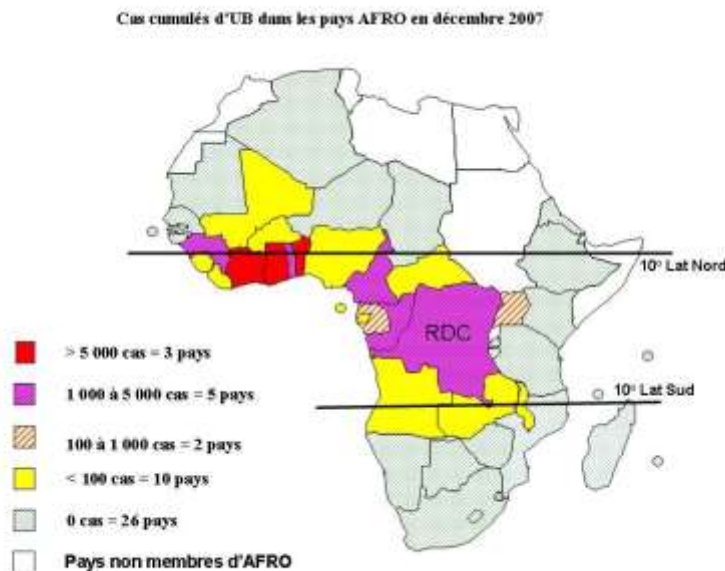 Cas cumulés d'UB dans les pays AFRO en décembre 2007
10º Lat Nord
RDC
10º Lat Sud
> 5 000 cas = 3 pays
1 000 à 5 000 cas = 5 pays
100 à 1 000 cas = 2 pays
< 100 cas = 10 pays
0 cas = 26 pays
Pays non membres d'AFRO